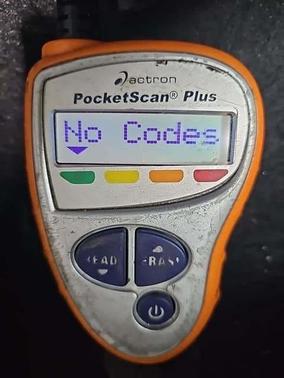 actron
PocketScan® Plus
No Codes